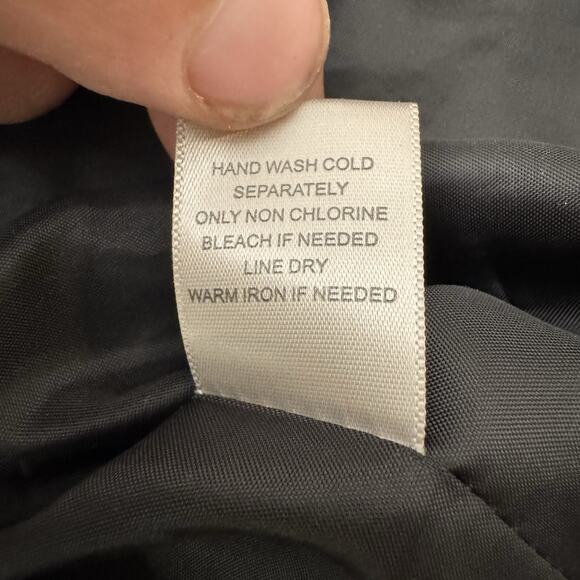 HAND WASH COLD
SEPARATELY
ONLY NON CHLORINE
BLEACH IF NEEDED
LINE DRY
WARM IRON IF NEEDED